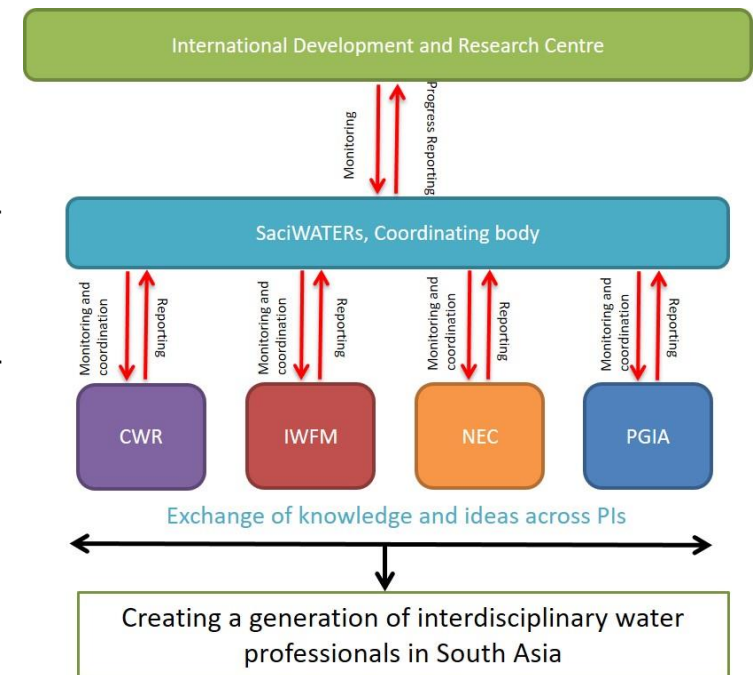 International Development and Research Centre
Monitoring
Progress Reporting
SaciWATERs, Coordinating body
Monitoring and
coordination
Reporting
Monitoring and
coordination
Reporting
Monitoring and
coordination
Reporting
Monitoring and
coordination
Reporting
CWR
IWFM
NEC
PGIA
Exchange of knowledge and ideas across PIs
Creating a generation of interdisciplinary water
professionals in South Asia